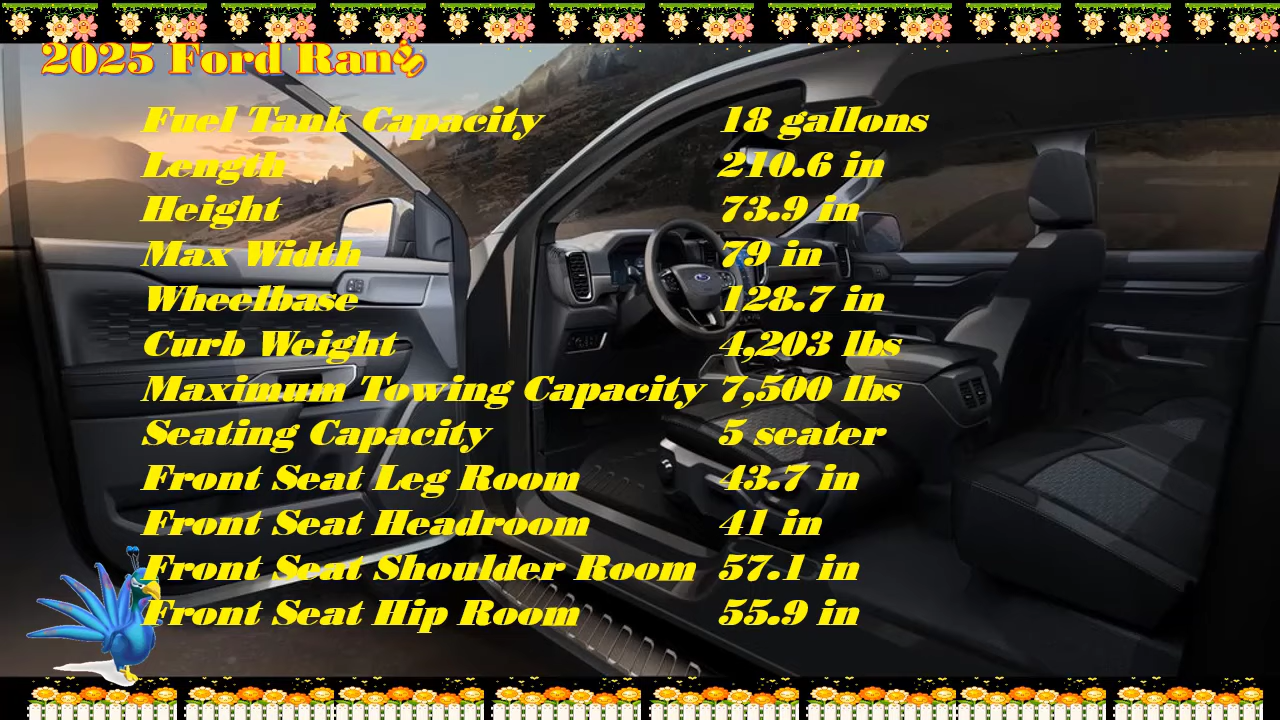 2025 Ford Rang
Fuel Tank Capacity 18 gallons
Length 210.6 in
Height 73.9 in
Max Width 79 in
Wheelbase 128.7 in
Curb Weight 4,203 lbs
Maximum Towing Capacity 7,500 lbs
Seating Capacity 5 seater
Front Seat Leg Room 43.7 in
Front Seat Headroom 41 in
Front Seat Shoulder Room 57.1 in
Front Seat Hip Room 55.9 in